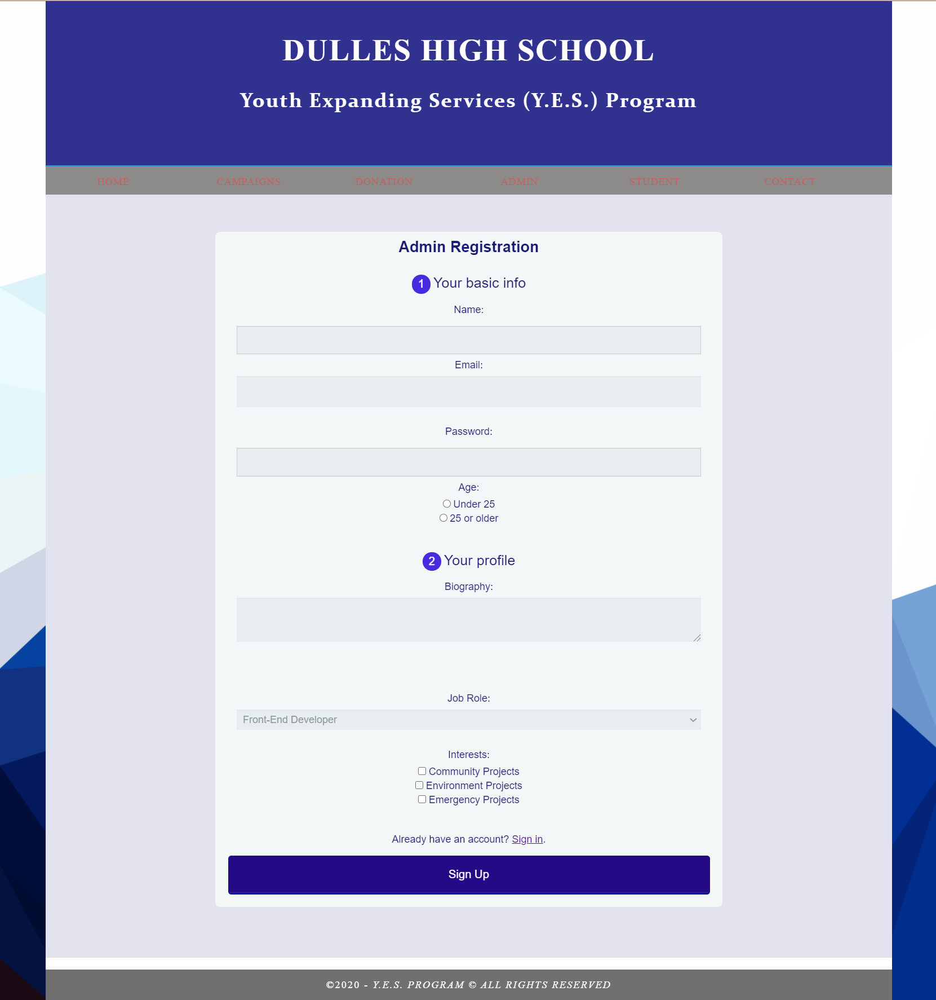 DULLES HIGH SCHOOL
Youth Expanding Services (Y.E.S.) Program
HOME CAMPAIGNS DONATION ADMIN STUDENT CONTACT
Admin Registration
1 Your basic info
Name:
Email:
Password:
Age:
Under 25
25 or older
2 Your profile
Biography:
Job Role:
Front-End Developer
Interests:
Community Projects
Environment Projects
Emergency Projects
Already have an account? Sign in.
Sign Up
©2020 - Y.E.S. PROGRAM © ALL RIGHTS RESERVED